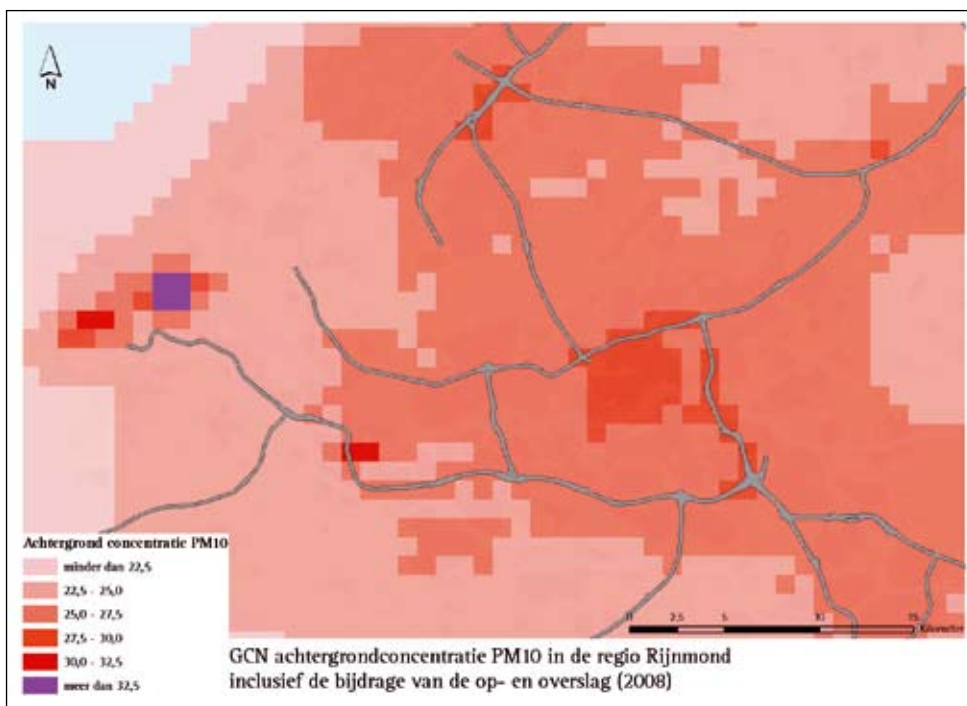 N
Achtergrond concentratie PM10
minder dan 22,5
22,5 - 25,0
25,0 - 27,5
27,5 - 30,0
30,0 - 32,5
meer dan 32,5
0 2,5 5 10 15
Kilometer
GCN achtergrondconcentratie PM10 in de regio Rijnmond
inclusief de bijdrage van de op- en overslag (2008)